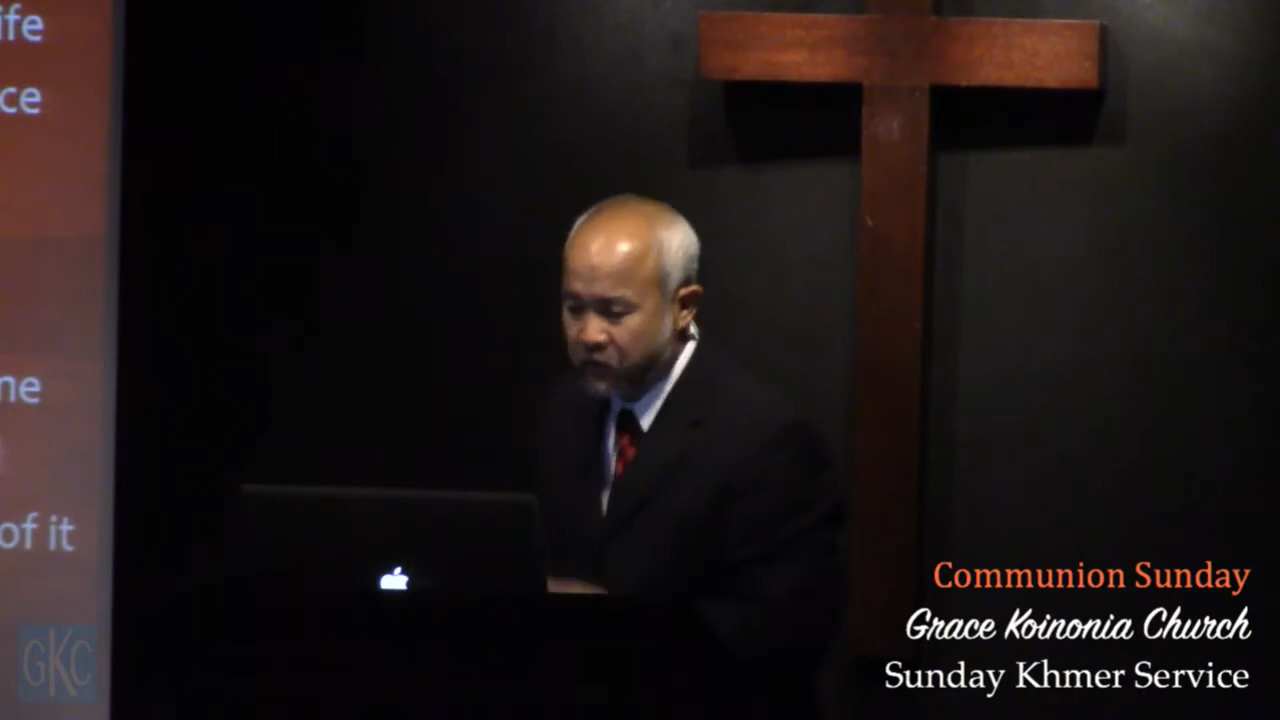 ife
ce
ne
of it
GKC
Communion Sunday
Grace Koinonia Church
Sunday Khmer Service